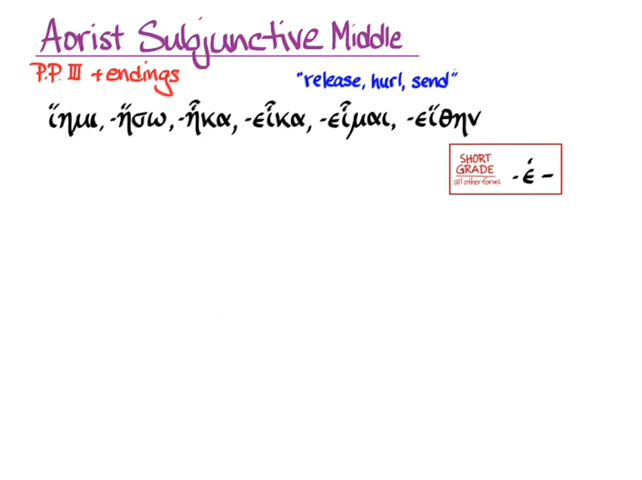 Aorist Subjunctive Middle
P.P. III + endings
"release, hurl, send"
ἵημι, -ἥσω, -ἧκα, -εἷκα, -εἷμαι, -εἵθην
SHORT
GRADE
all other forms
-ἑ-